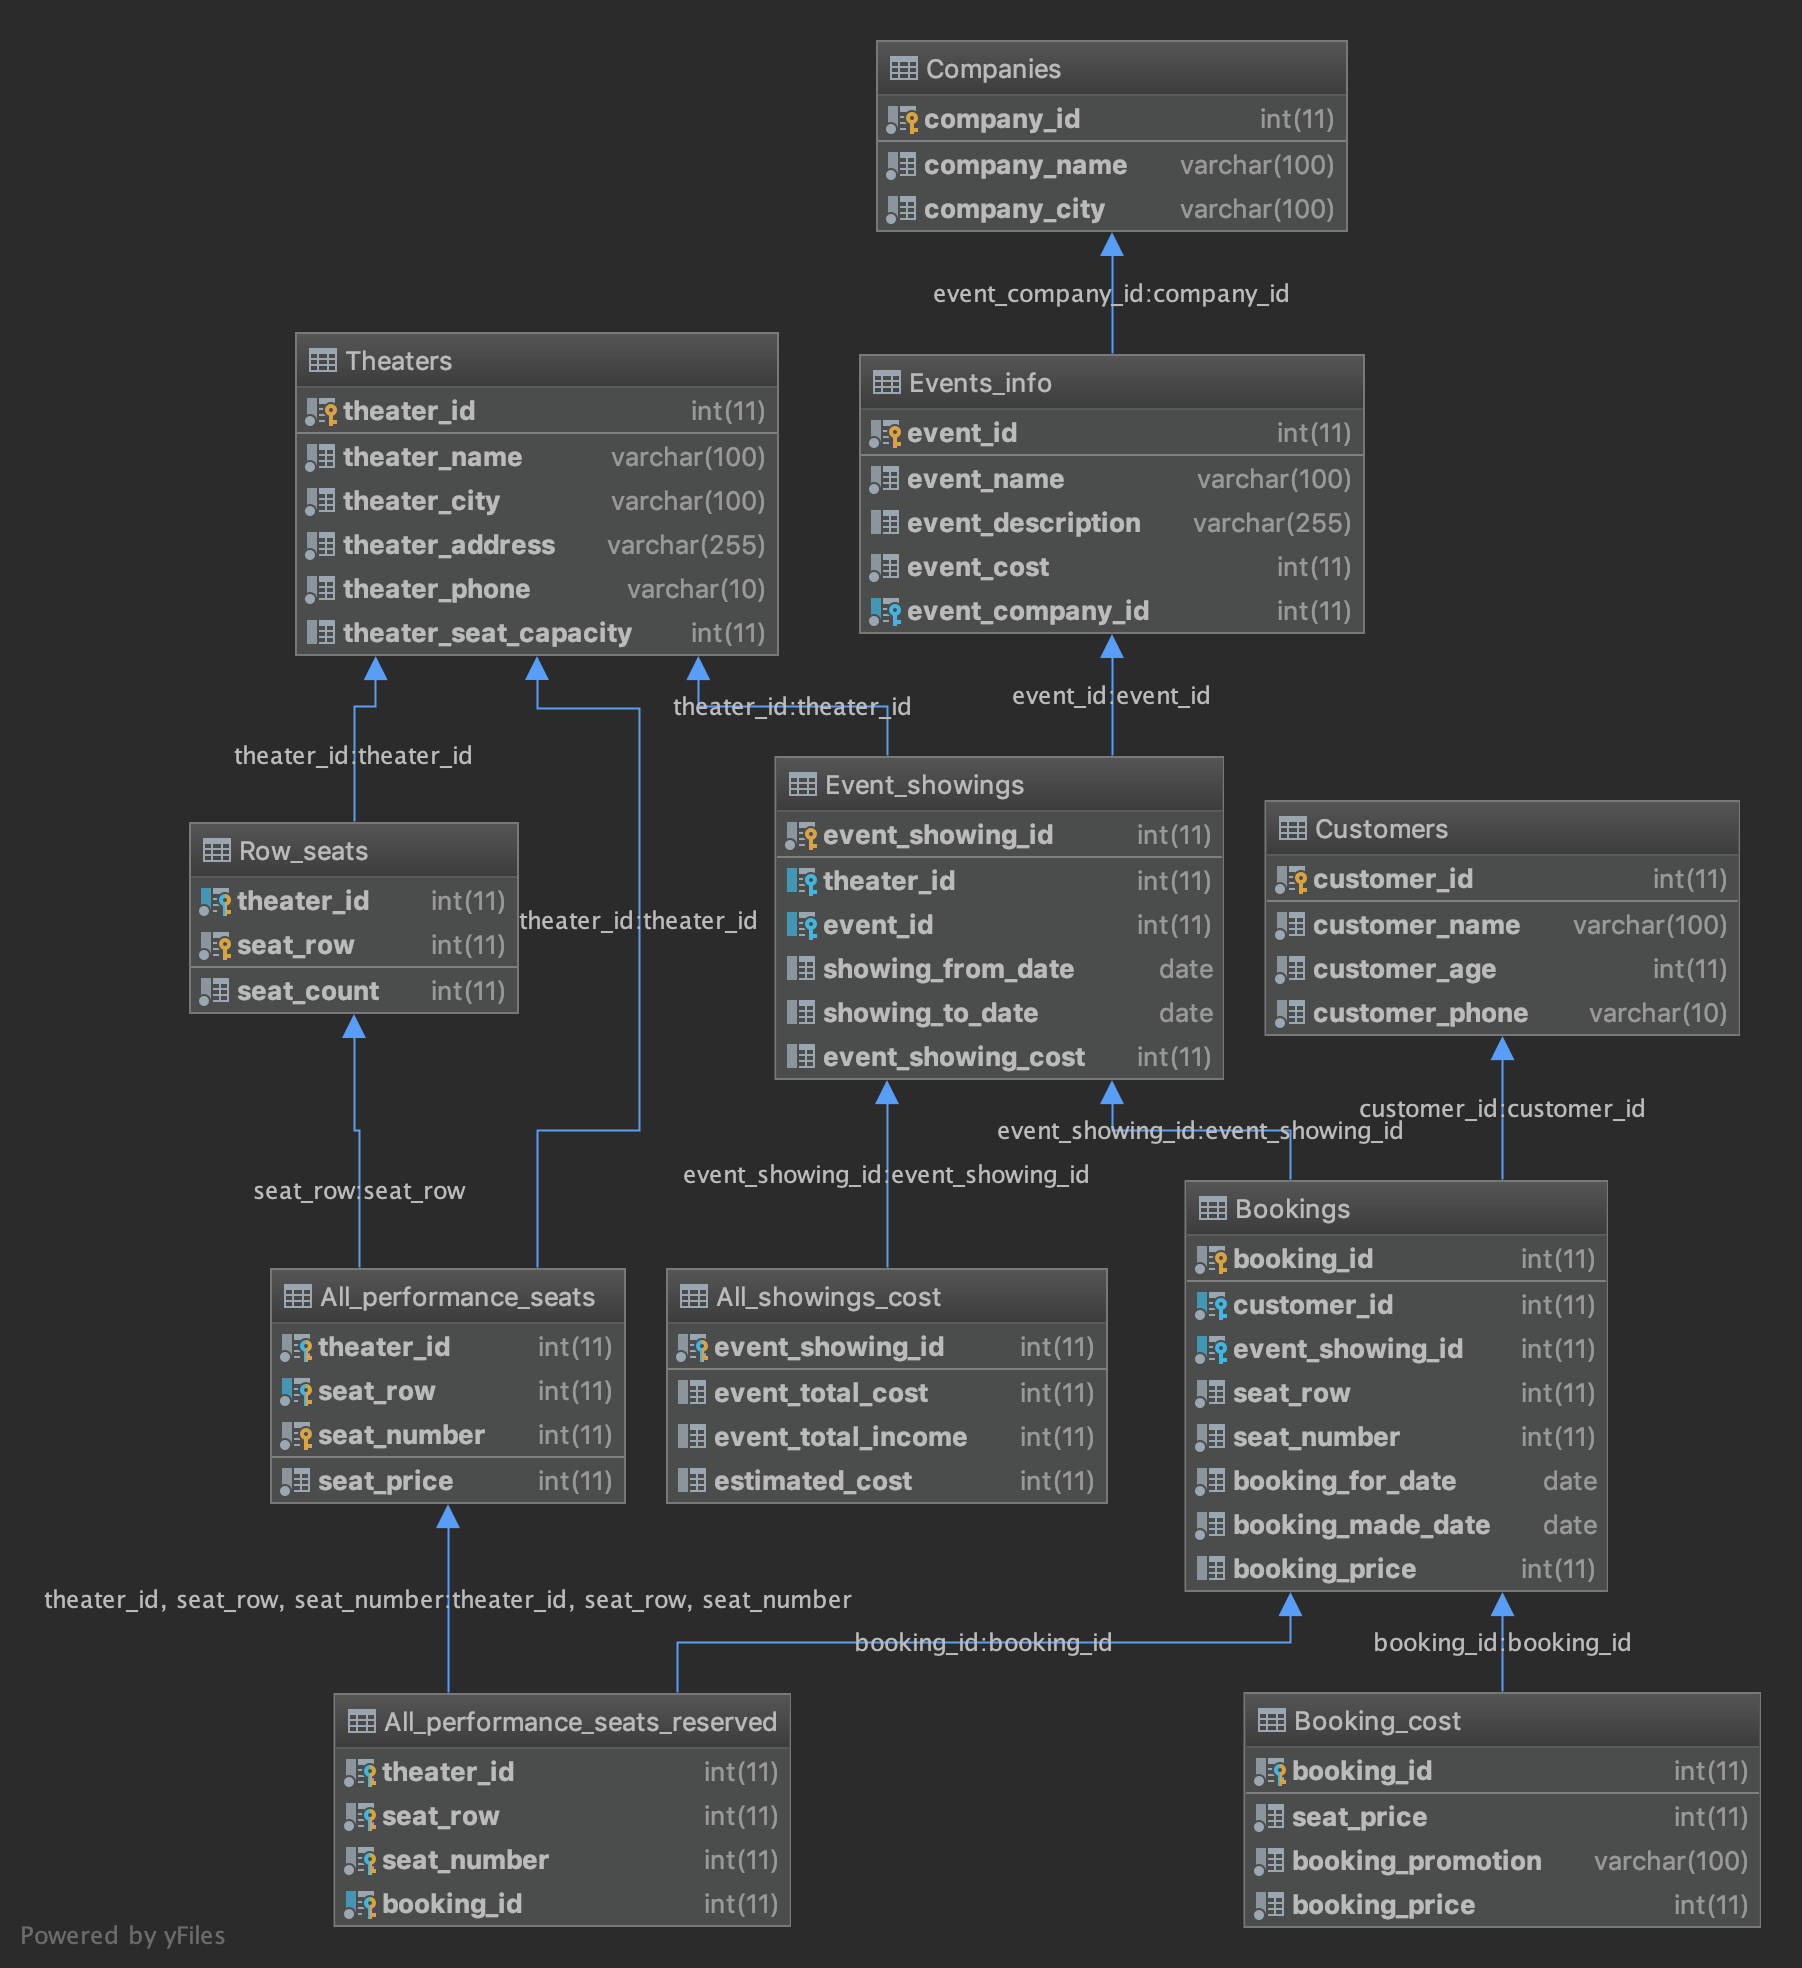 Companies
company_id int(11)
company_name varchar(100)
company_city varchar(100)
event_company_id:company_id
Theaters
theater_id int(11)
theater_name varchar(100)
theater_city varchar(100)
theater_address varchar(255)
theater_phone varchar(10)
theater_seat_capacity int(11)
Events_info
event_id int(11)
event_name varchar(100)
event_description varchar(255)
event_cost int(11)
event_company_id int(11)
theater_id:theater_id
event_id:event_id
theater_id:theater_id
Row_seats
theater_id int(11)
seat_row int(11)
seat_count int(11)
theater_id:theater_id
Event_showings
event_showing_id int(11)
theater_id int(11)
event_id int(11)
showing_from_date date
showing_to_date date
event_showing_cost int(11)
Customers
customer_id int(11)
customer_name varchar(100)
customer_age int(11)
customer_phone varchar(10)
customer_id:customer_id
event_showing_id:event_showing_id
event_showing_id:event_showing_id
seat_row:seat_row
All_performance_seats
theater_id int(11)
seat_row int(11)
seat_number int(11)
seat_price int(11)
All_showings_cost
event_showing_id int(11)
event_total_cost int(11)
event_total_income int(11)
estimated_cost int(11)
Bookings
booking_id int(11)
customer_id int(11)
event_showing_id int(11)
seat_row int(11)
seat_number int(11)
booking_for_date date
booking_made_date date
booking_price int(11)
theater_id, seat_row, seat_number:theater_id, seat_row, seat_number
booking_id:booking_id
booking_id:booking_id
All_performance_seats_reserved
theater_id int(11)
seat_row int(11)
seat_number int(11)
booking_id int(11)
Booking_cost
booking_id int(11)
seat_price int(11)
booking_promotion varchar(100)
booking_price int(11)
Powered by yFiles